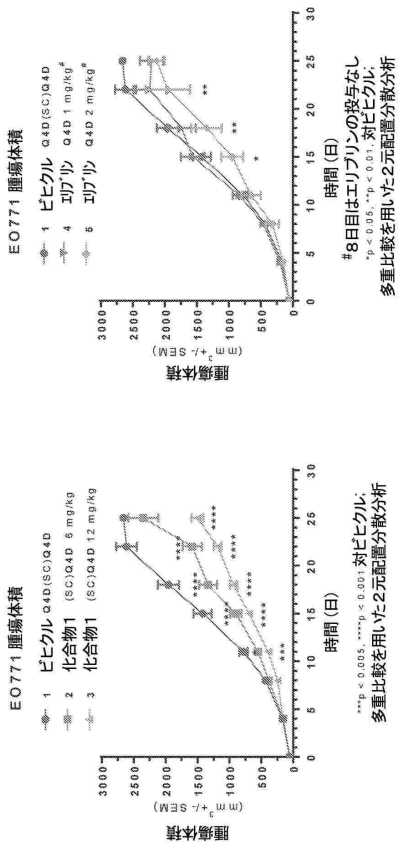 EO771 腫瘍体積
1 ビヒクル Q4D(SC)Q4D
2 化合物1 (SC)Q4D 6 mg/kg
3 化合物1 (SC)Q4D 12 mg/kg
腫瘍体積
(mm³+/- SEM)
3000
2500
2000
1500
1000
500
0
0 5 10 15 20 25 30
時間(日)
***
****
****
****
****
****
****
****
****
***p < 0.005, ****p < 0.001 対ビヒクル;
多重比較を用いた2元配置分散分析
EO771 腫瘍体積
1 ビヒクル Q4D(SC)Q4D
4 エリブリン Q4D 1 mg/kg#
5 エリブリン Q4D 2 mg/kg#
腫瘍体積
(mm³+/- SEM)
3000
2500
2000
1500
1000
500
0
0 5 10 15 20 25 30
時間(日)
*
**
**
#8日目はエリブリンの投与なし
*p < 0.05, **p < 0.01, 対ビヒクル;
多重比較を用いた2元配置分散分析